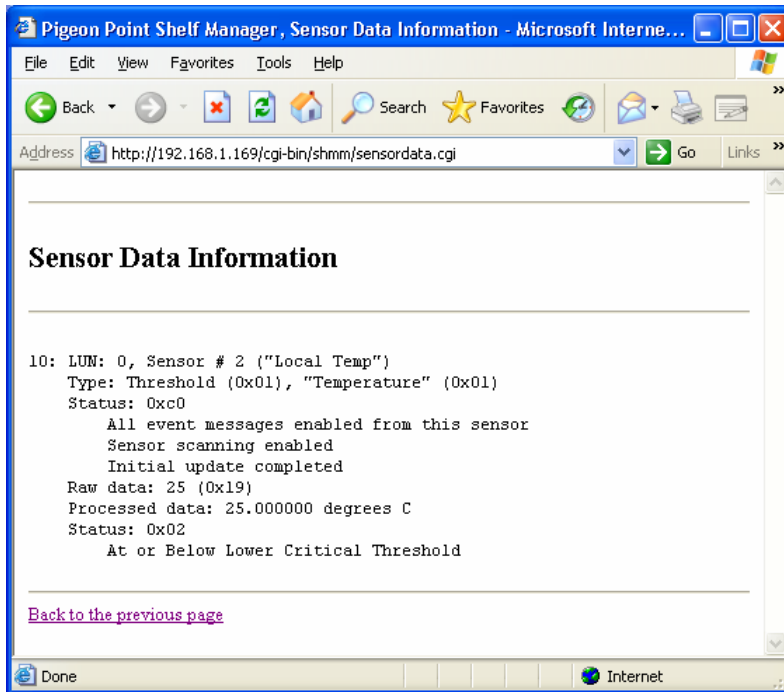 Pigeon Point Shelf Manager, Sensor Data Information - Microsoft Interne...
File Edit View Favorites Tools Help
Back Search Favorites
Address http://192.168.1.169/cgi-bin/shmm/sensordata.cgi Go Links
Sensor Data Information
10: LUN: 0, Sensor # 2 ("Local Temp")
Type: Threshold (0x01), "Temperature" (0x01)
Status: 0xc0
All event messages enabled from this sensor
Sensor scanning enabled
Initial update completed
Raw data: 25 (0x19)
Processed data: 25.000000 degrees C
Status: 0x02
At or Below Lower Critical Threshold
Back to the previous page
Done Internet